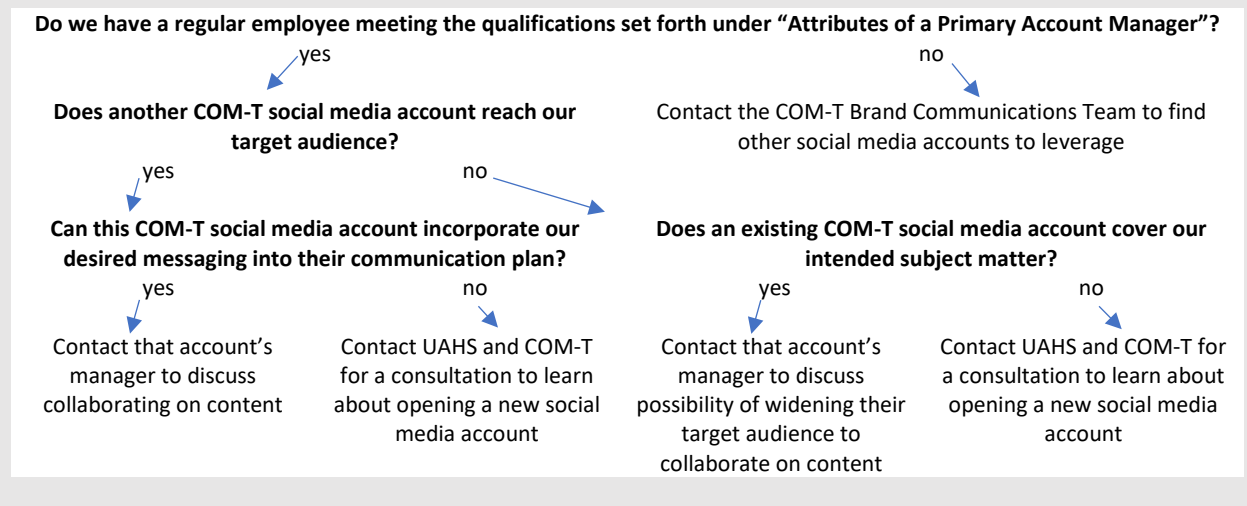 Do we have a regular employee meeting the qualifications set forth under “Attributes of a Primary Account Manager”?
yes
no
Does another COM-T social media account reach our
target audience?
Contact the COM-T Brand Communications Team to find
other social media accounts to leverage
yes
no
Can this COM-T social media account incorporate our
desired messaging into their communication plan?
Does an existing COM-T social media account cover our
intended subject matter?
yes
no
yes
no
Contact that account’s
manager to discuss
collaborating on content
Contact UAHS and COM-T
for a consultation to learn
about opening a new social
media account
Contact that account’s
manager to discuss
possibility of widening their
target audience to
collaborate on content
Contact UAHS and COM-T for
a consultation to learn about
opening a new social media
account